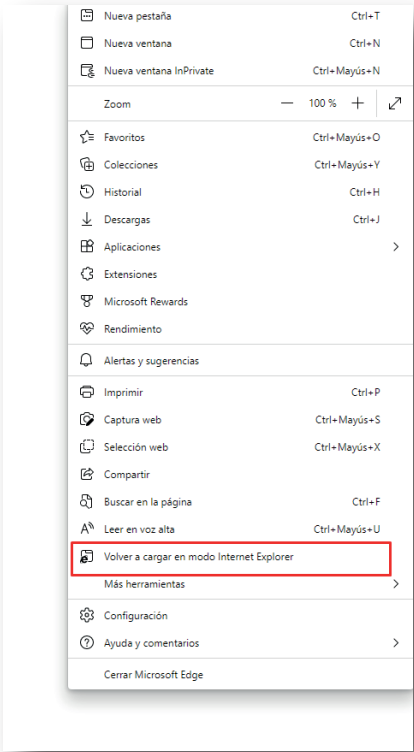 Nueva pestaña Ctrl+T
Nueva ventana Ctrl+N
Nueva ventana InPrivate Ctrl+Mayús+N
Zoom — 100 % +
Favoritos Ctrl+Mayús+O
Colecciones Ctrl+Mayús+Y
Historial Ctrl+H
Descargas Ctrl+J
Aplicaciones
Extensiones
Microsoft Rewards
Rendimiento
Alertas y sugerencias
Imprimir Ctrl+P
Captura web Ctrl+Mayús+S
Selección web Ctrl+Mayús+X
Compartir
Buscar en la página Ctrl+F
Leer en voz alta Ctrl+Mayús+U
Volver a cargar en modo Internet Explorer
Más herramientas
Configuración
Ayuda y comentarios
Cerrar Microsoft Edge